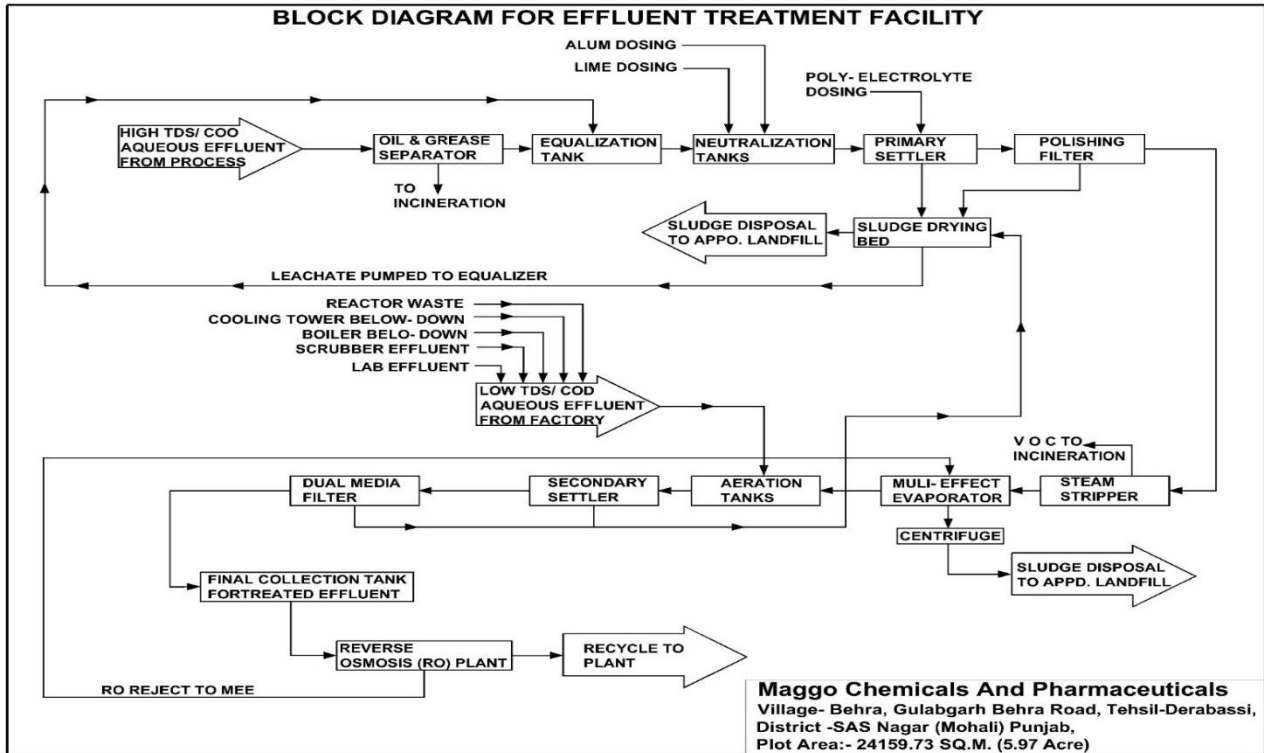 BLOCK DIAGRAM FOR EFFLUENT TREATMENT FACILITY
ALUM DOSING
LIME DOSING
POLY- ELECTROLYTE
DOSING
HIGH TDS/ COO
AQUEOUS EFFLUENT
FROM PROCESS
OIL & GREASE
SEPARATOR
EQUALIZATION
TANK
NEUTRALIZATION
TANKS
PRIMARY
SETTLER
POLISHING
FILTER
TO
INCINERATION
SLUDGE DISPOSAL
TO APPO. LANDFILL
SLUDGE DRYING
BED
LEACHATE PUMPED TO EQUALIZER
REACTOR WASTE
COOLING TOWER BELOW- DOWN
BOILER BELO- DOWN
SCRUBBER EFFLUENT
LAB EFFLUENT
LOW TDS/ COD
AQUEOUS EFFLUENT
FROM FACTORY
V O C TO
INCINERATION
DUAL MEDIA
FILTER
SECONDARY
SETTLER
AERATION
TANKS
MULI- EFFECT
EVAPORATOR
STEAM
STRIPPER
CENTRIFUGE
SLUDGE DISPOSAL
TO APPD. LANDFILL
FINAL COLLECTION TANK
FORTREATED EFFLUENT
REVERSE
OSMOSIS (RO) PLANT
RECYCLE TO
PLANT
RO REJECT TO MEE
Maggo Chemicals And Pharmaceuticals
Village- Behra, Gulabgarh Behra Road, Tehsil-Derabassi,
District -SAS Nagar (Mohali) Punjab,
Plot Area:- 24159.73 SQ.M. (5.97 Acre)